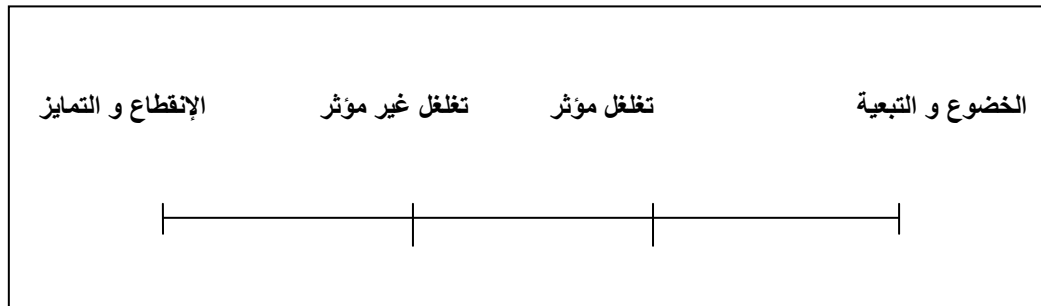 الخضوع و التبعية
تغلغل مؤثر
تغلغل غير مؤثر
الإنقطاع و التمايز